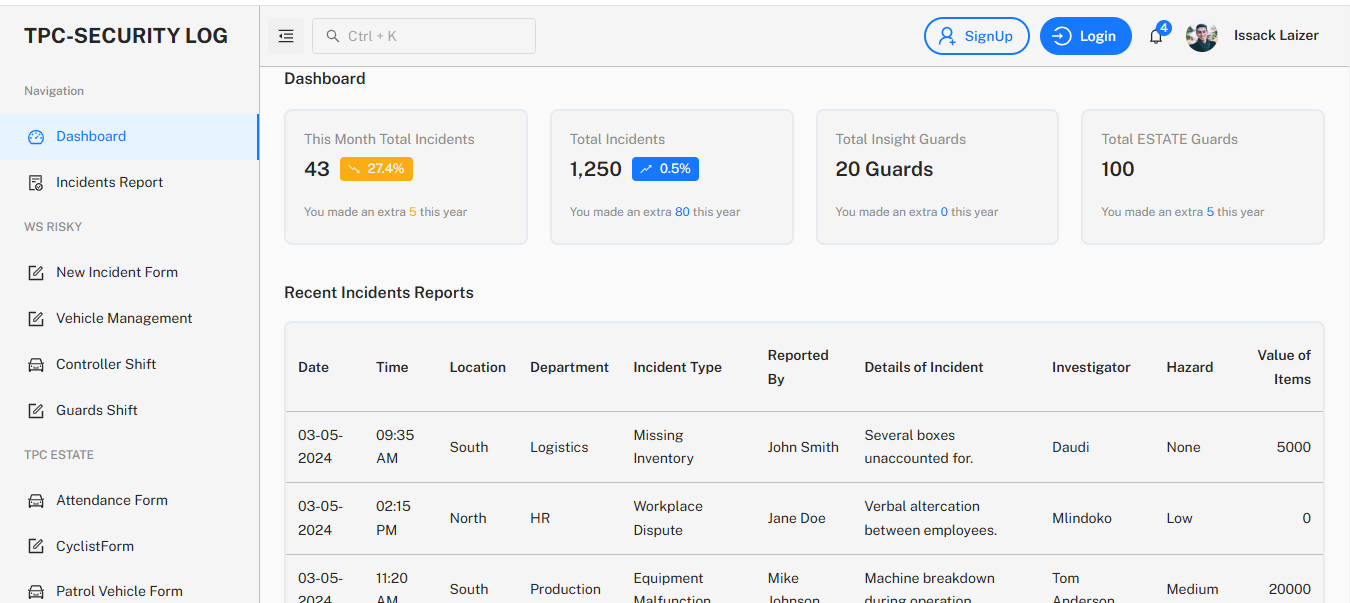 TPC-SECURITY LOG
Ctrl + K
SignUp
Login
4
Issack Laizer
Navigation
Dashboard
Incidents Report
WS RISKY
New Incident Form
Vehicle Management
Controller Shift
Guards Shift
TPC ESTATE
Attendance Form
CyclistForm
Patrol Vehicle Form
Dashboard
This Month Total Incidents
43 27.4%
You made an extra 5 this year
Total Incidents
1,250 0.5%
You made an extra 80 this year
Total Insight Guards
20 Guards
You made an extra 0 this year
Total ESTATE Guards
100
You made an extra 5 this year
Recent Incidents Reports
Date
Time
Location
Department
Incident Type
Reported
By
Details of Incident
Investigator
Hazard
Value of
Items
03-05-
2024
09:35
AM
South
Logistics
Missing
Inventory
John Smith
Several boxes
unaccounted for.
Daudi
None
5000
03-05-
2024
02:15
PM
North
HR
Workplace
Dispute
Jane Doe
Verbal altercation
between employees.
Mlindoko
Low
0
03-05-
2024
11:20
AM
South
Production
Equipment
Malfunction
Mike
Johnson
Machine breakdown
during operation
Tom
Anderson
Medium
20000